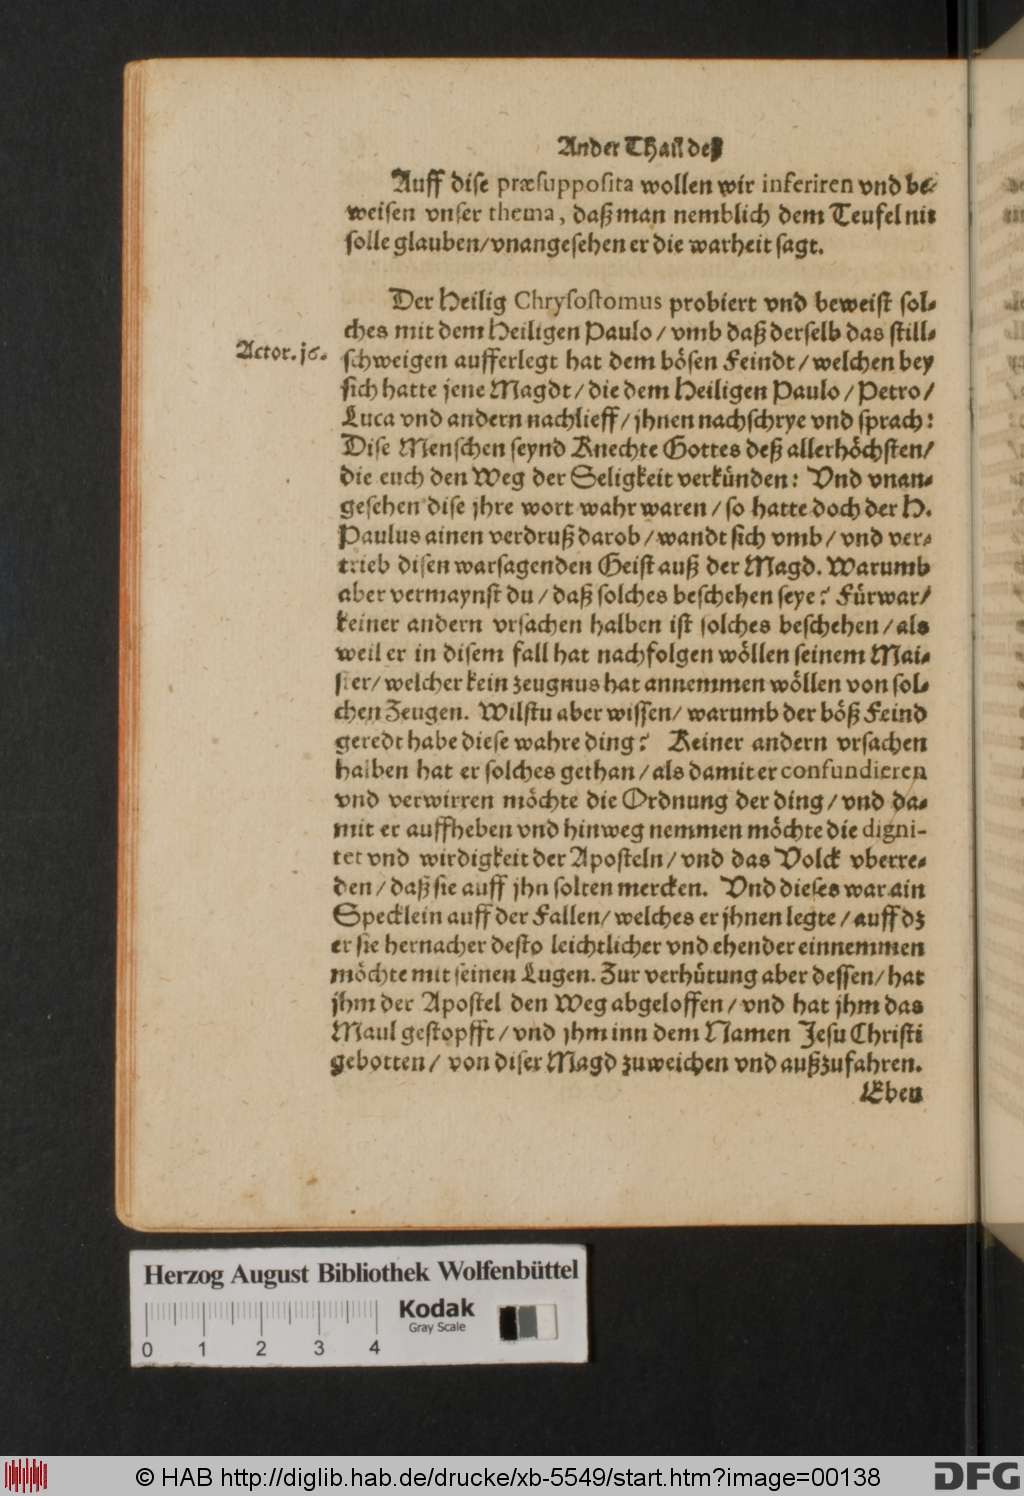 Ander Thail deß
Auff dise præsupposita wollen wir inferiren vnd be-
weisen vnser thema, daß man nemblich dem Teufel nit
solle glauben/ vnangesehen er die warheit sagt.
Der Heilig Chrysostomus probiert vnd beweist sol-
ches mit dem Heiligen Paulo/ vmb daß derselb das still-
Actor. 16.
schweigen aufferlegt hat dem bösen Feindt/ welchen bey
sich hatte jene Magdt/ die dem Heiligen Paulo/ Petro/
Luca vnd andern nachlieff/ jhnen nachschrye vnd sprach:
Dise Menschen seynd Knechte Gottes deß allerhöchsten/
die euch den Weg der Seligkeit verkünden: Vnd vnan-
gesehen dise jhre wort wahr waren/ so hatte doch der H.
Paulus ainen verdruß darob/ wandt sich vmb/ vnd ver-
trieb disen warsagenden Geist auß der Magd. Warumb
aber vermaynst du/ daß solches beschehen seye? Fürwar/
keiner andern vrsachen halben ist solches beschehen/ als
weil er in disem fall hat nachfolgen wöllen seinem Mai-
ster/ welcher kein zeugnus hat annemmen wöllen von sol-
chen Zeugen. Wilstu aber wissen/ warumb der böß Feind
geredt habe diese wahre ding? Keiner andern vrsachen
halben hat er solches gethan/ als damit er confundieren
vnd verwirren möchte die Ordnung der ding/ vnd da-
mit er auffheben vnd hinweg nemmen möchte die digni-
tet vnd wirdigkeit der Aposteln/ vnd das Volck vberre-
den/ daß sie auff jhn solten mercken. Vnd dieses war ain
Specklein auff der Fallen/ welches er jhnen legte/ auff dz
er sie hernacher desto leichtlicher vnd ehender einnemmen
möchte mit seinen Lugen. Zur verhütung aber dessen/ hat
jhm der Apostel den Weg abgeloffen/ vnd hat jhm das
Maul gestopfft/ vnd jhm inn dem Namen Jesu Christi
gebotten/ von diser Magd zuweichen vnd außzufahren.
Eben
Herzog August Bibliothek Wolfenbüttel
Kodak
Gray Scale
0 1 2 3 4
© HAB http://diglib.hab.de/drucke/xb-5549/start.htm?image=00138
DFG